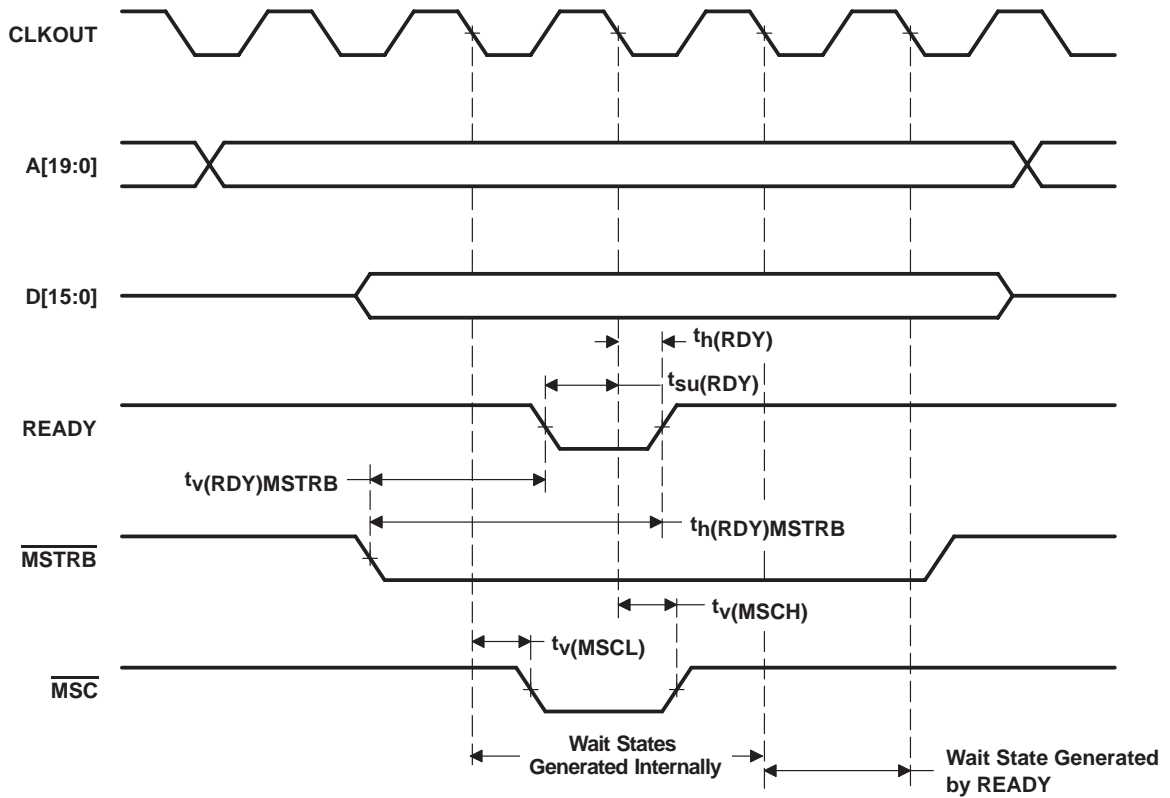 CLKOUT
A[19:0]
D[15:0]
th(RDY)
tsu(RDY)
READY
tv(RDY)MSTRB
th(RDY)MSTRB
MSTRB
tv(MSCH)
tv(MSCL)
MSC
Wait States
Generated Internally
Wait State Generated
by READY